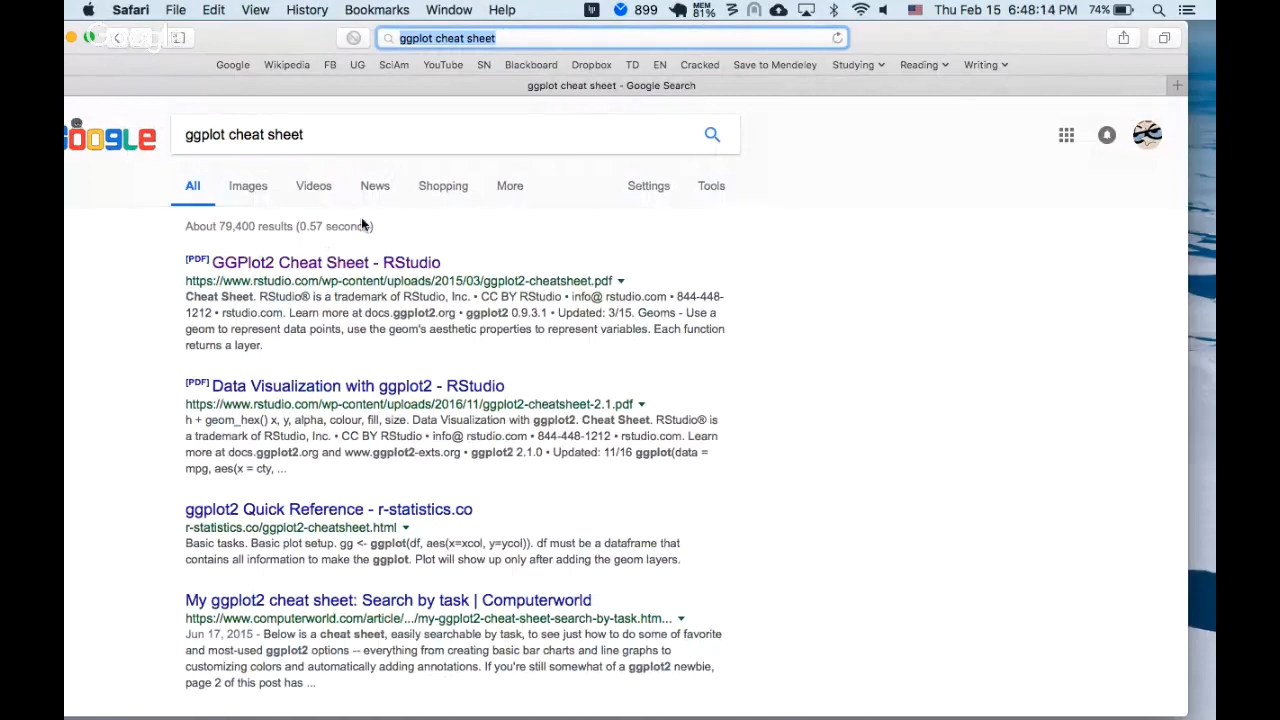 Safari File Edit View History Bookmarks Window Help 899 MEM 81% Thu Feb 15 6:48:14 PM 74%
ggplot cheat sheet
Google Wikipedia FB UG SciAm YouTube SN Blackboard Dropbox TD EN Cracked Save to Mendeley Studying Reading Writing
ggplot cheat sheet - Google Search
Google ggplot cheat sheet
All Images Videos News Shopping More Settings Tools
About 79,400 results (0.57 seconds)
[PDF] GGPlot2 Cheat Sheet - RStudio
https://www.rstudio.com/wp-content/uploads/2015/03/ggplot2-cheatsheet.pdf
Cheat Sheet. RStudio® is a trademark of RStudio, Inc. • CC BY RStudio • info@ rstudio.com • 844-448-
1212 • rstudio.com. Learn more at docs.ggplot2.org • ggplot2 0.9.3.1 • Updated: 3/15. Geoms - Use a
geom to represent data points, use the geom's aesthetic properties to represent variables. Each function
returns a layer.
[PDF] Data Visualization with ggplot2 - RStudio
https://www.rstudio.com/wp-content/uploads/2016/11/ggplot2-cheatsheet-2.1.pdf
h + geom_hex() x, y, alpha, colour, fill, size. Data Visualization with ggplot2. Cheat Sheet. RStudio® is
a trademark of RStudio, Inc. • CC BY RStudio • info@rstudio.com • 844-448-1212 • rstudio.com. Learn
more at docs.ggplot2.org and www.ggplot2-exts.org • ggplot2 2.1.0 • Updated: 11/16 ggplot(data =
mpg, aes(x = cty, ...
ggplot2 Quick Reference - r-statistics.co
r-statistics.co/ggplot2-cheatsheet.html
Basic tasks. Basic plot setup. gg <- ggplot(df, aes(x=xcol, y=ycol)). df must be a dataframe that
contains all information to make the ggplot. Plot will show up only after adding the geom layers.
My ggplot2 cheat sheet: Search by task | Computerworld
https://www.computerworld.com/article/.../my-ggplot2-cheat-sheet-search-by-task.htm...
Jun 17, 2015 - Below is a cheat sheet, easily searchable by task, to see just how to do some of favorite
and most-used ggplot2 options -- everything from creating basic bar charts and line graphs to
customizing colors and automatically adding annotations. If you're still somewhat of a ggplot2 newbie,
page 2 of this post has ...